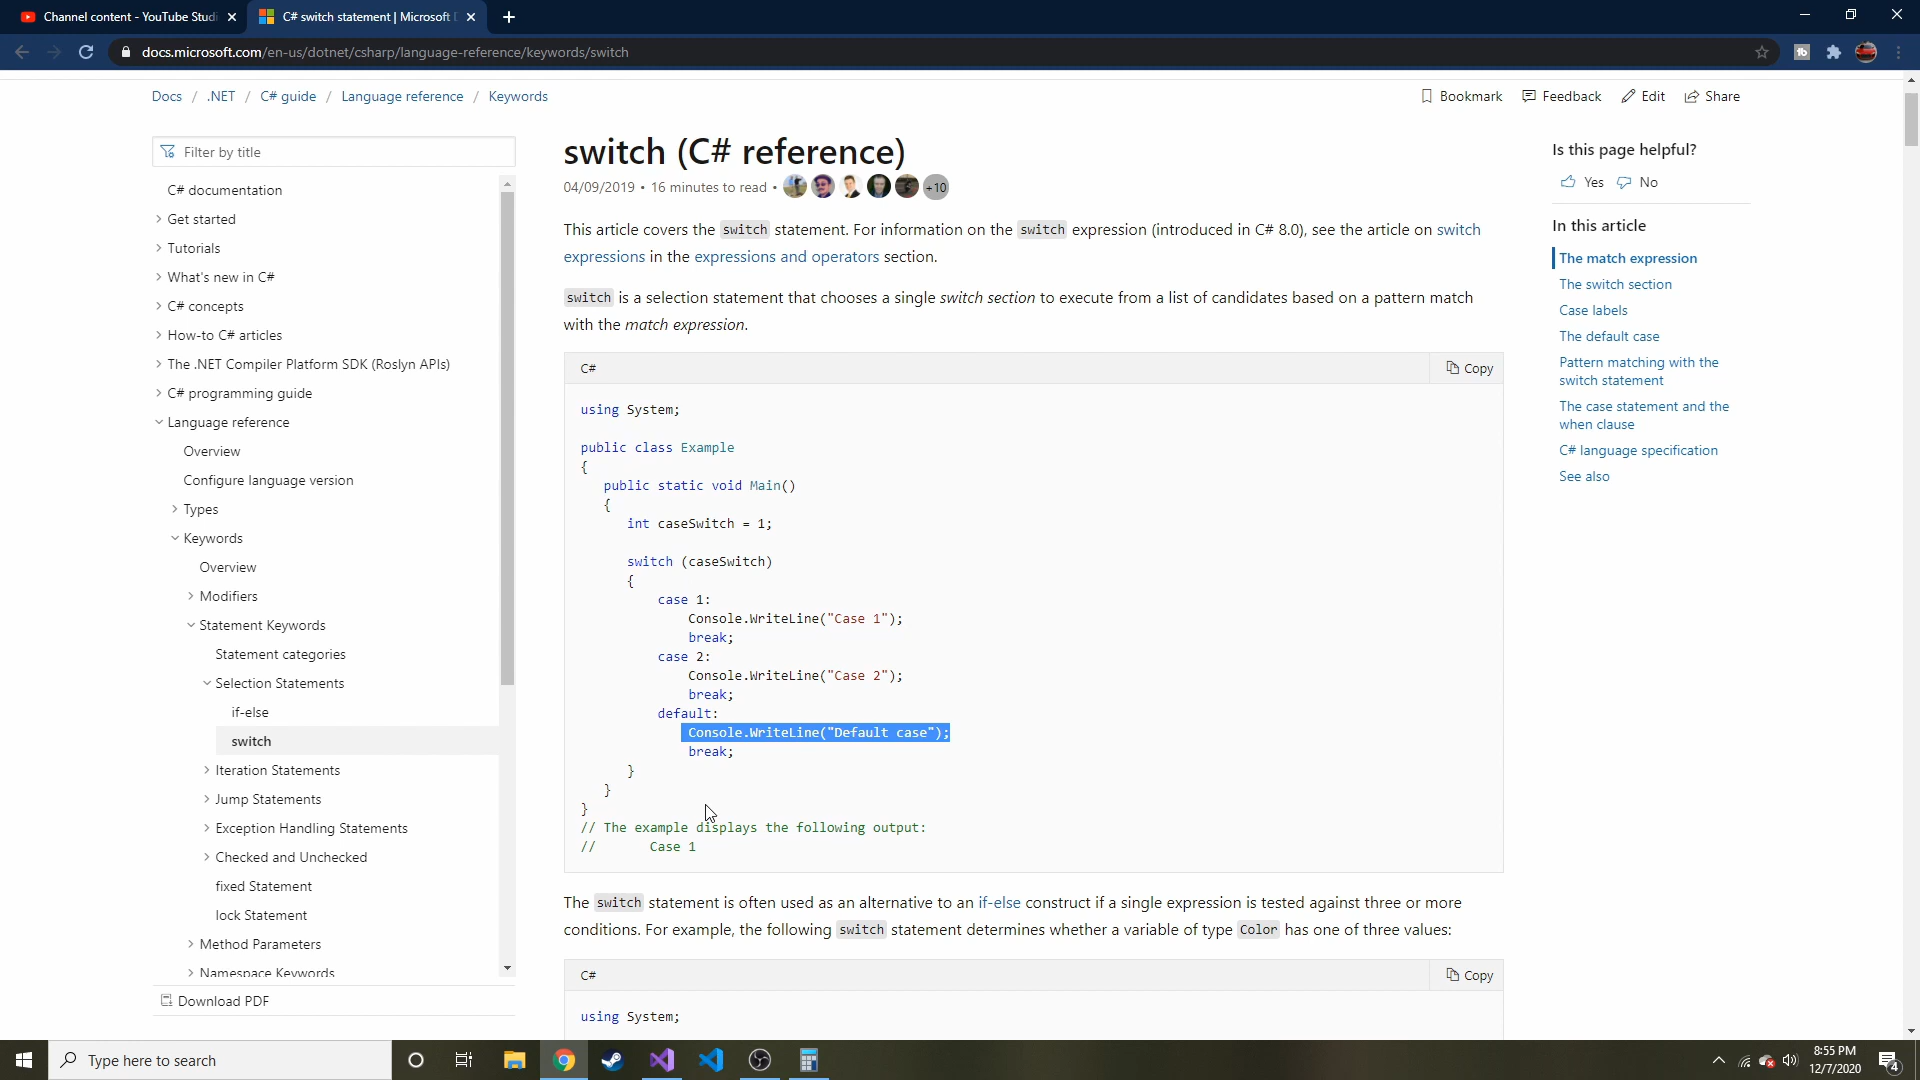 Channel content - YouTube Studi
C# switch statement | Microsoft D
docs.microsoft.com/en-us/dotnet/csharp/language-reference/keywords/switch
Docs / .NET / C# guide / Language reference / Keywords
Bookmark Feedback Edit Share
Filter by title
C# documentation
Get started
Tutorials
What's new in C#
C# concepts
How-to C# articles
The .NET Compiler Platform SDK (Roslyn APIs)
C# programming guide
Language reference
Overview
Configure language version
Types
Keywords
Overview
Modifiers
Statement Keywords
Statement categories
Selection Statements
if-else
switch
Iteration Statements
Jump Statements
Exception Handling Statements
Checked and Unchecked
fixed Statement
lock Statement
Method Parameters
Namespace Keywords
Download PDF
switch (C# reference)
04/09/2019 • 16 minutes to read • +10
This article covers the switch statement. For information on the switch expression (introduced in C# 8.0), see the article on switch
expressions in the expressions and operators section.
switch is a selection statement that chooses a single switch section to execute from a list of candidates based on a pattern match
with the match expression.
C# Copy
using System;
public class Example
{
public static void Main()
{
int caseSwitch = 1;
switch (caseSwitch)
{
case 1:
Console.WriteLine("Case 1");
break;
case 2:
Console.WriteLine("Case 2");
break;
default:
Console.WriteLine("Default case");
break;
}
}
}
// The example displays the following output:
// Case 1
The switch statement is often used as an alternative to an if-else construct if a single expression is tested against three or more
conditions. For example, the following switch statement determines whether a variable of type Color has one of three values:
C# Copy
using System;
Is this page helpful?
Yes No
In this article
The match expression
The switch section
Case labels
The default case
Pattern matching with the
switch statement
The case statement and the
when clause
C# language specification
See also
Type here to search
8:55 PM
12/7/2020
4